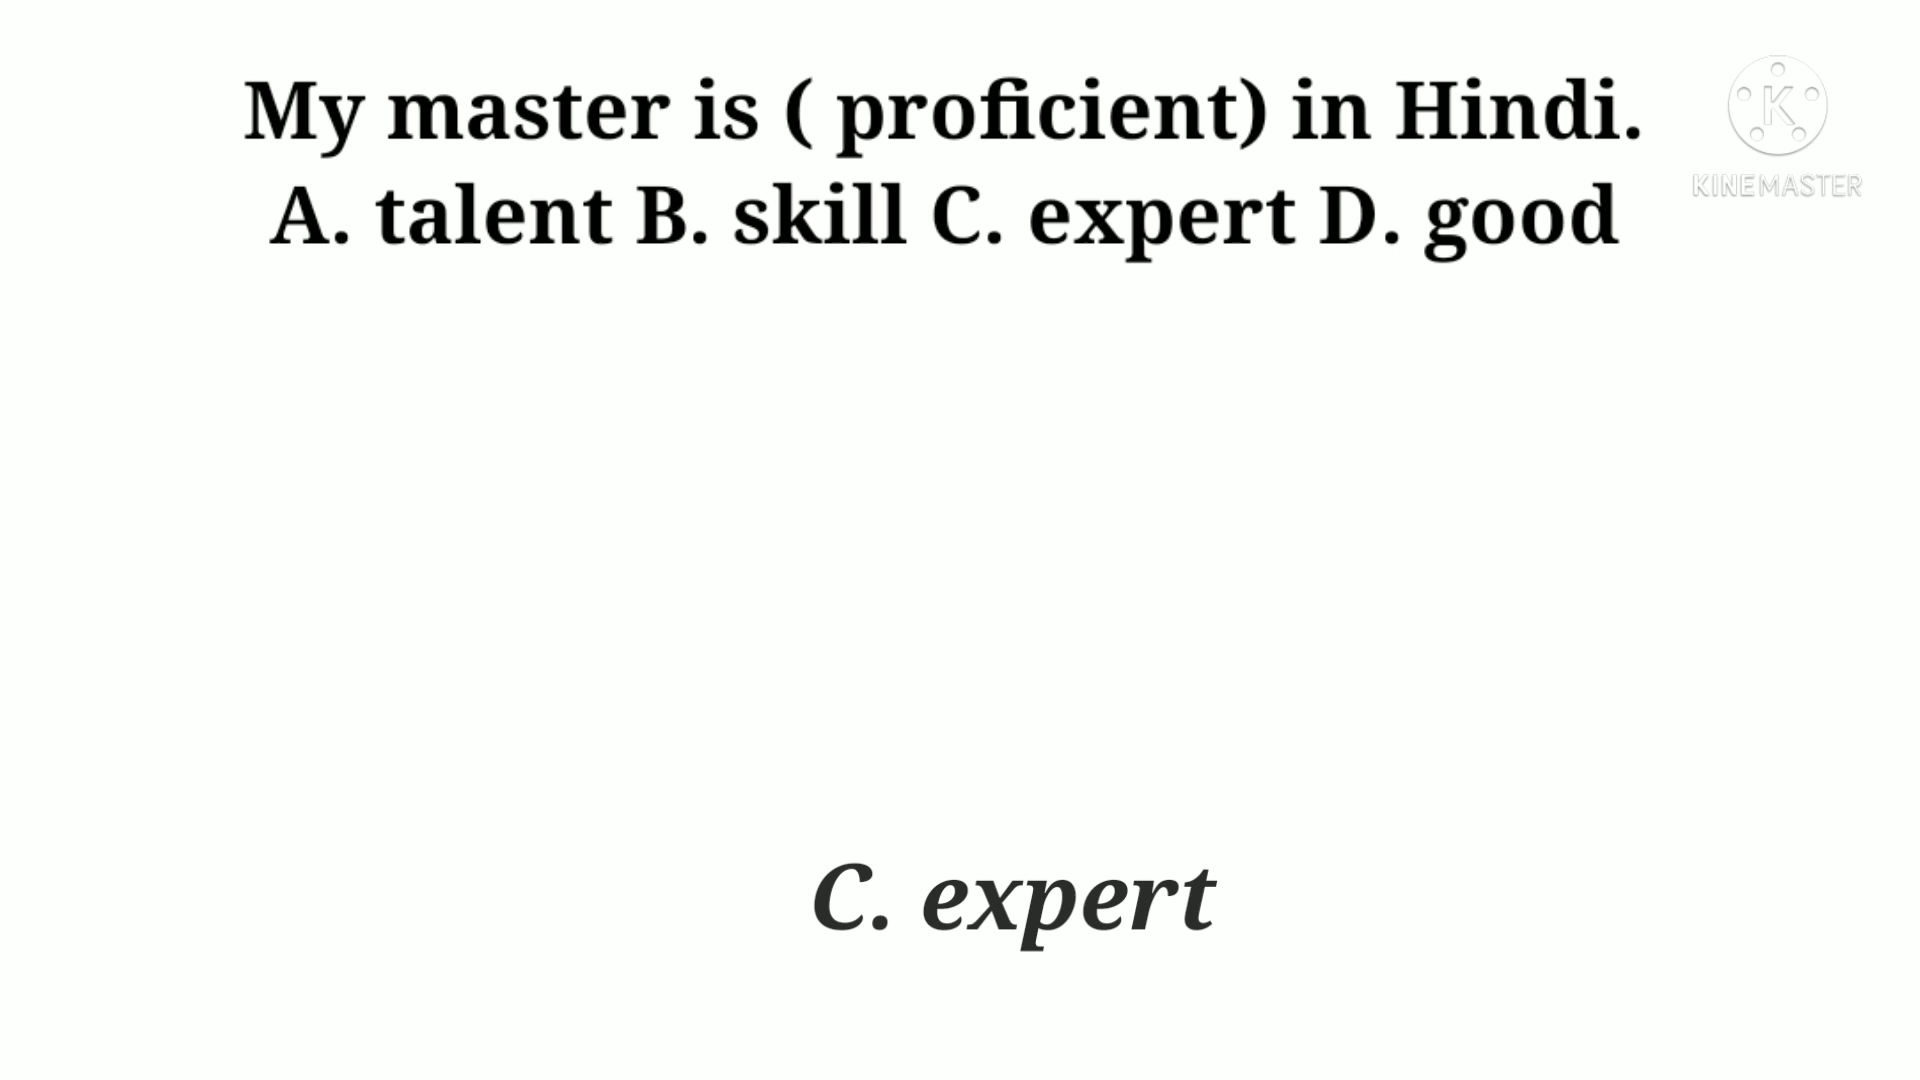 My master is ( proficient) in Hindi.
A. talent B. skill C. expert D. good
K
KINEMASTER
C. expert